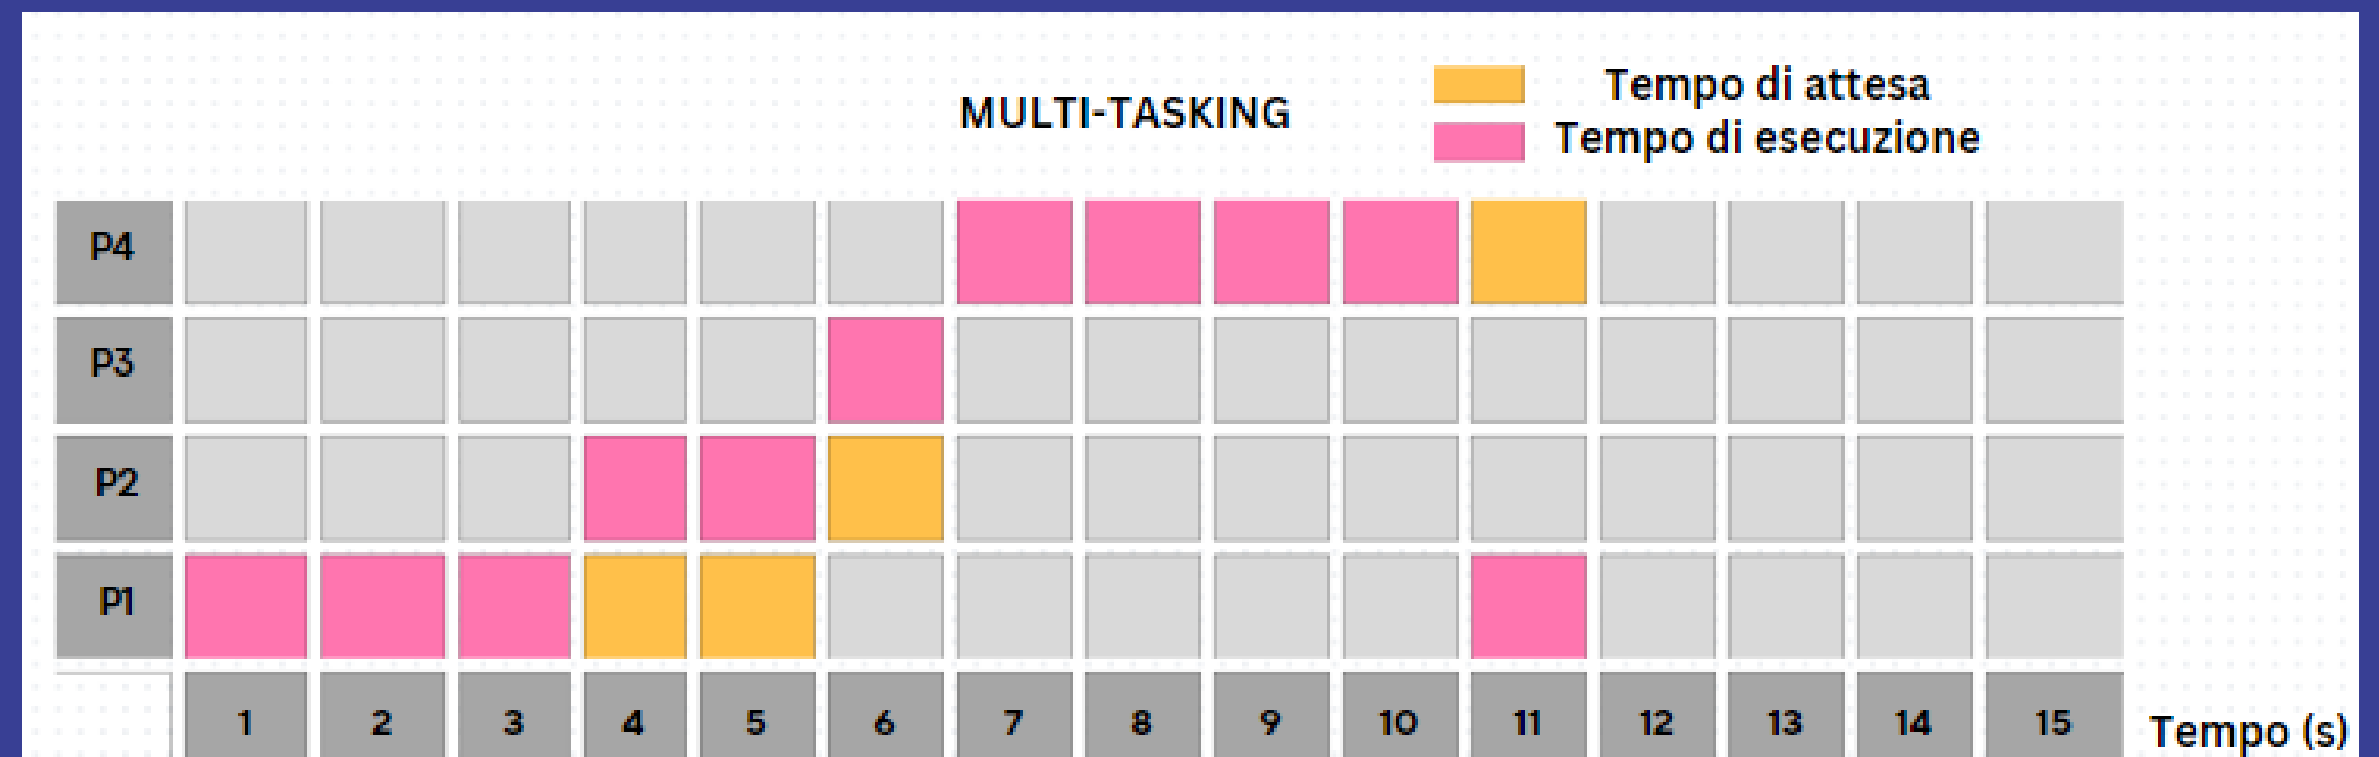 MULTI-TASKING
Tempo di attesa
Tempo di esecuzione
P4
P3
P2
P1
1 2 3 4 5 6 7 8 9 10 11 12 13 14 15 Tempo (s)